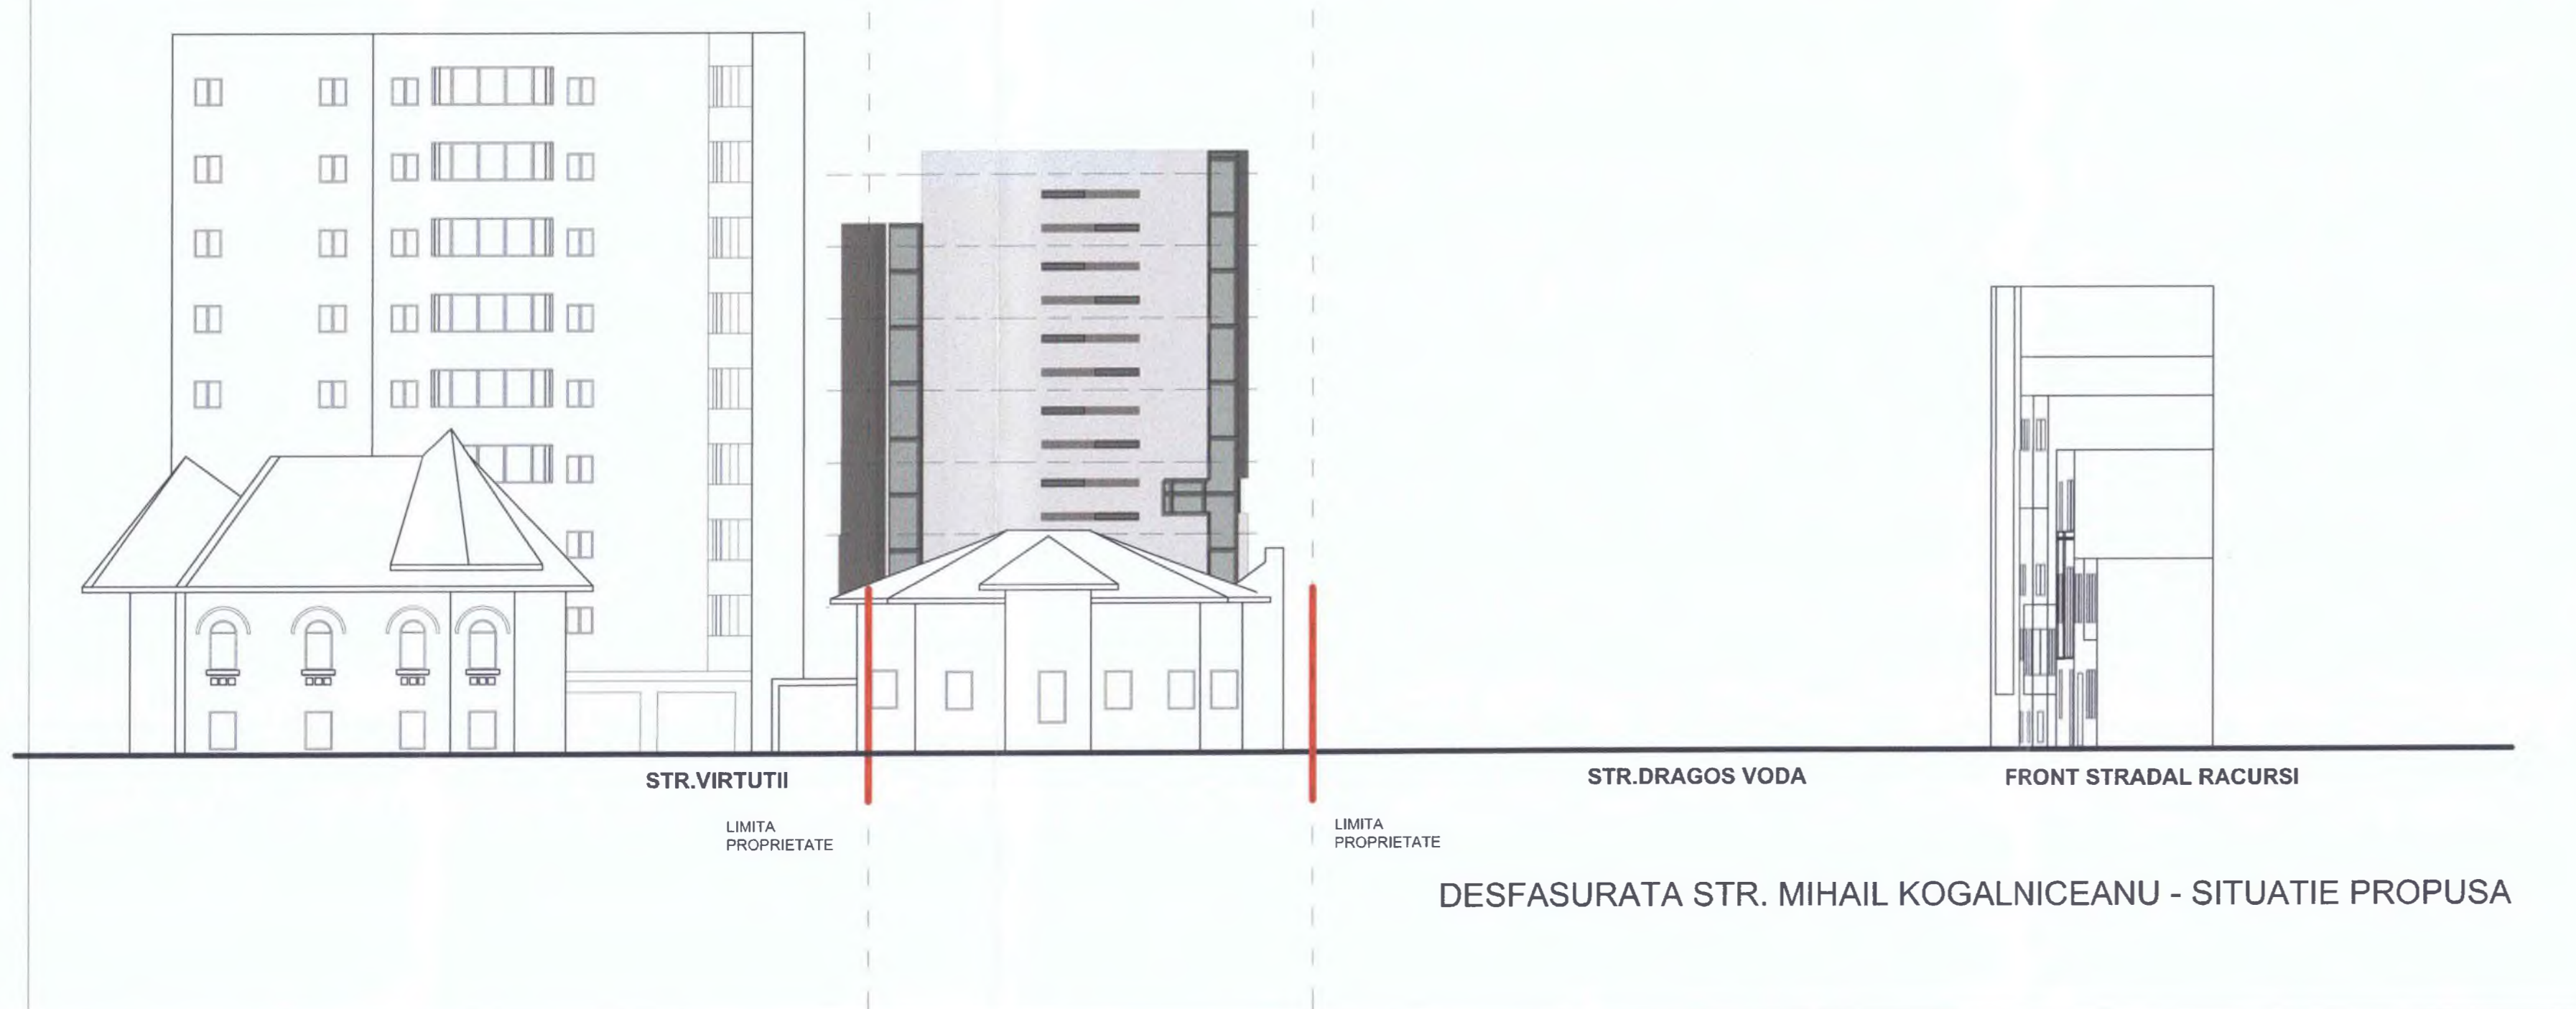 STR.VIRTUTII
STR.DRAGOS VODA
FRONT STRADAL RACURSI
LIMITA
PROPRIETATE
LIMITA
PROPRIETATE
DESFASURATA STR. MIHAIL KOGALNICEANU - SITUATIE PROPUSA